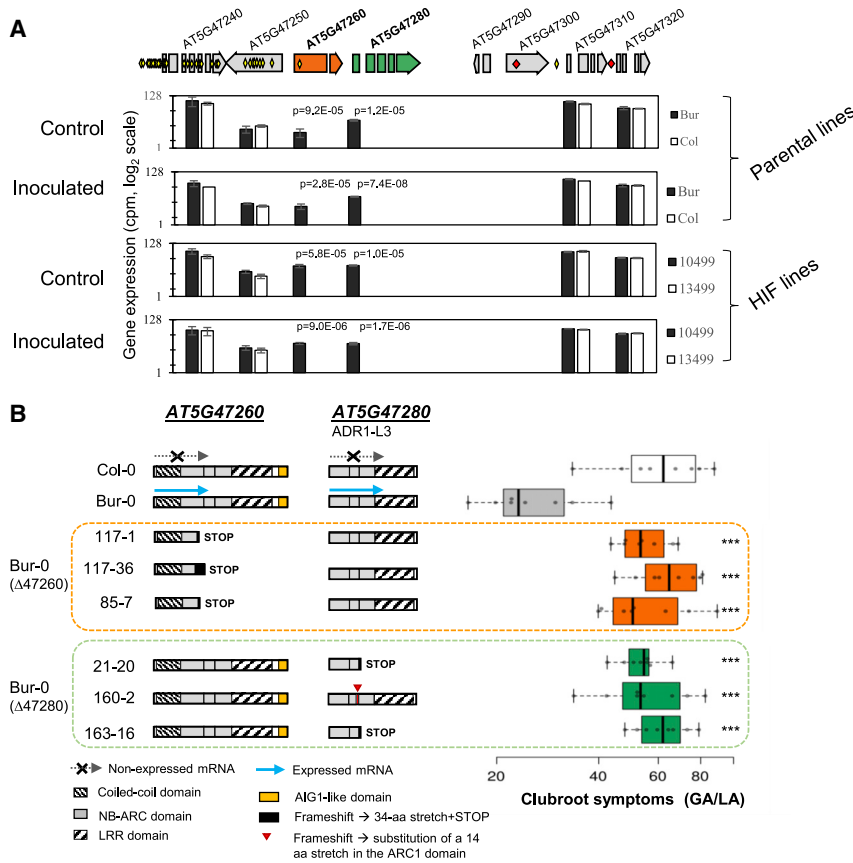 A
AT5G47240
AT5G47250
AT5G47260
AT5G47280
AT5G47290
AT5G47300
AT5G47310
AT5G47320
Gene expression (cpm, log2 scale)
Control
128
1
p=9.2E-05
p=1.2E-05
Bur
Col
Inoculated
128
1
p=2.8E-05
p=7.4E-08
Bur
Col
Parental lines
Control
128
1
p=5.8E-05
p=1.0E-05
10499
13499
Inoculated
128
1
p=9.0E-06
p=1.7E-06
10499
13499
HIF lines
B
AT5G47260
AT5G47280
ADR1-L3
Col-0
Bur-0
Bur-0
(Δ47260)
117-1
STOP
***
117-36
STOP
***
85-7
STOP
***
Bur-0
(Δ47280)
21-20
STOP
***
160-2
***
163-16
STOP
***
20 40 60 80
Clubroot symptoms (GA/LA)
Non-expressed mRNA
Expressed mRNA
Coiled-coil domain
AIG1-like domain
NB-ARC domain
Frameshift → 34-aa stretch+STOP
LRR domain
Frameshift → substitution of a 14
aa stretch in the ARC1 domain